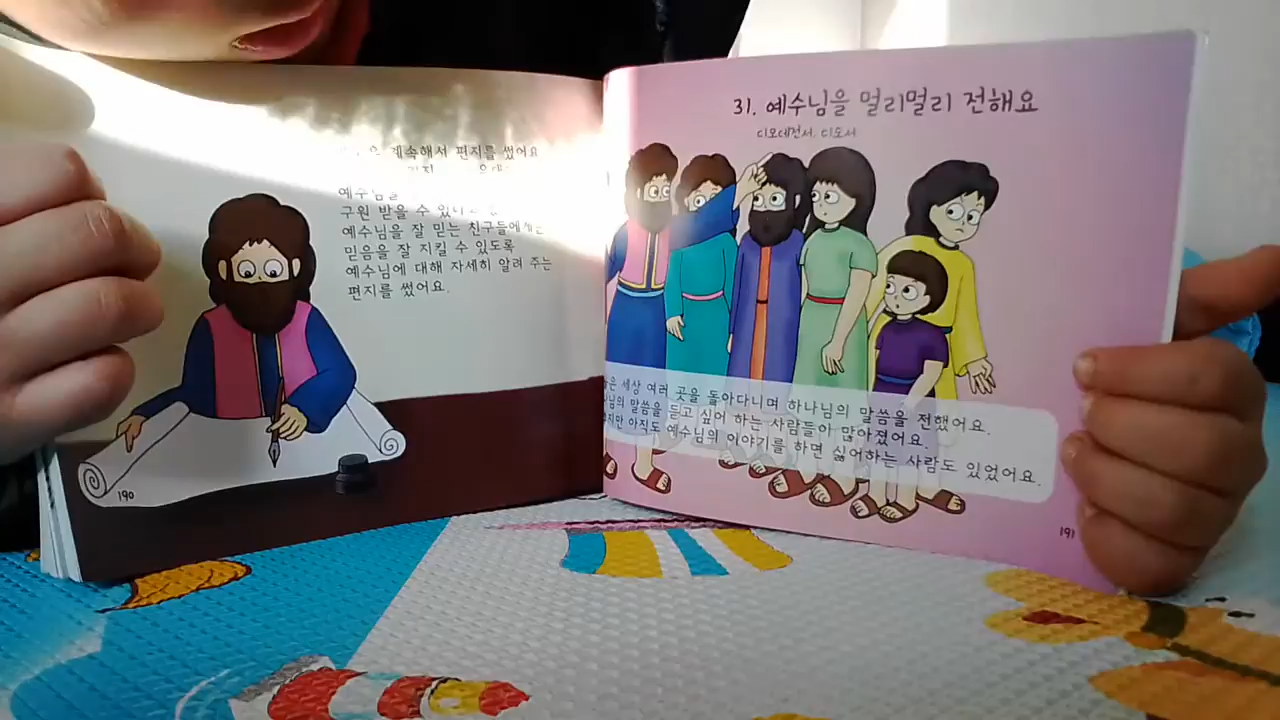 계속해서 편지를 썼어요
예수님을
구원 받을 수
예수님을 잘 믿는 친구들에게는
믿음을 잘 지킬 수 있도록
예수님에 대해 자세히 알려 주는
편지를 썼어요.
190
31. 예수님을 멀리멀리 전해요
디모데전서, 디도서
세상 여러 곳을 돌아다니며 하나님의 말씀을 전했어요.
말씀을 듣고 싶어 하는 사람들이 많아졌어요.
아직도 예수님의 이야기를 하면 싫어하는 사람도 있었어요.
191